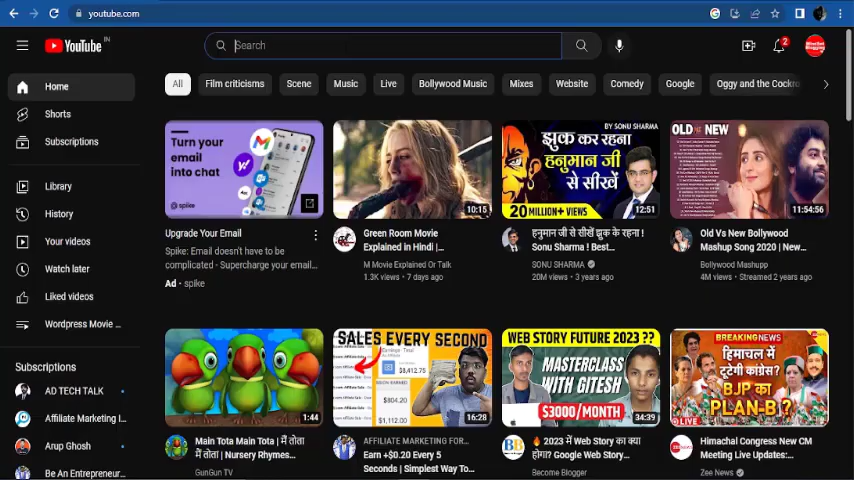 youtube.com
YouTube IN
Search
2
Home
Shorts
Subscriptions
Library
History
Your videos
Watch later
Liked videos
Wordpress Movie ...
Subscriptions
AD TECH TALK
Affiliate Marketing I...
Arup Ghosh
Be An Entrepreneur...
All
Film criticisms
Scene
Music
Live
Bollywood Music
Mixes
Website
Comedy
Google
Oggy and the Cockro
Turn your
email
into chat
spike
Upgrade Your Email
Spike: Email doesn't have to be
complicated - Supercharge your email...
Ad · spike
10:15
Green Room Movie
Explained in Hindi |...
M Movie Explained Or Talk
1.3K views • 7 days ago
BY SONU SHARMA
झुक कर रहना
हनुमान जी
से सीखें
20 MILLION+ VIEWS
12:51
हनुमान जी से सीखें झुक के रहना !
Sonu Sharma ! Best...
SONU SHARMA
20M views • 3 years ago
OLD vs NEW
11:54:56
Old Vs New Bollywood
Mashup Song 2020 | New...
Bollywood Mashupp
4M views • Streamed 2 years ago
1:44
Main Tota Main Tota | मैं तोता
मैं तोता | Nursery Rhymes...
GunGun TV
SALES EVERY SECOND
$8,412.75
$804.20
$1,112.00
16:28
AFFILIATE MARKETING FOR...
Earn +$0.20 Every 5
Seconds | Simplest Way To...
WEB STORY FUTURE 2023 ??
MASTERCLASS
WITH GITESH
$3000/MONTH
34:39
🔥 2023 में Web Story का क्या
होगा? Google Web Story...
Become Blogger
BREAKING NEWS
हिमाचल में
टूटेगी कांग्रेस?
BJP का
PLAN-B ?
LIVE
Himachal Congress New CM
Meeting Live Updates:...
Zee News